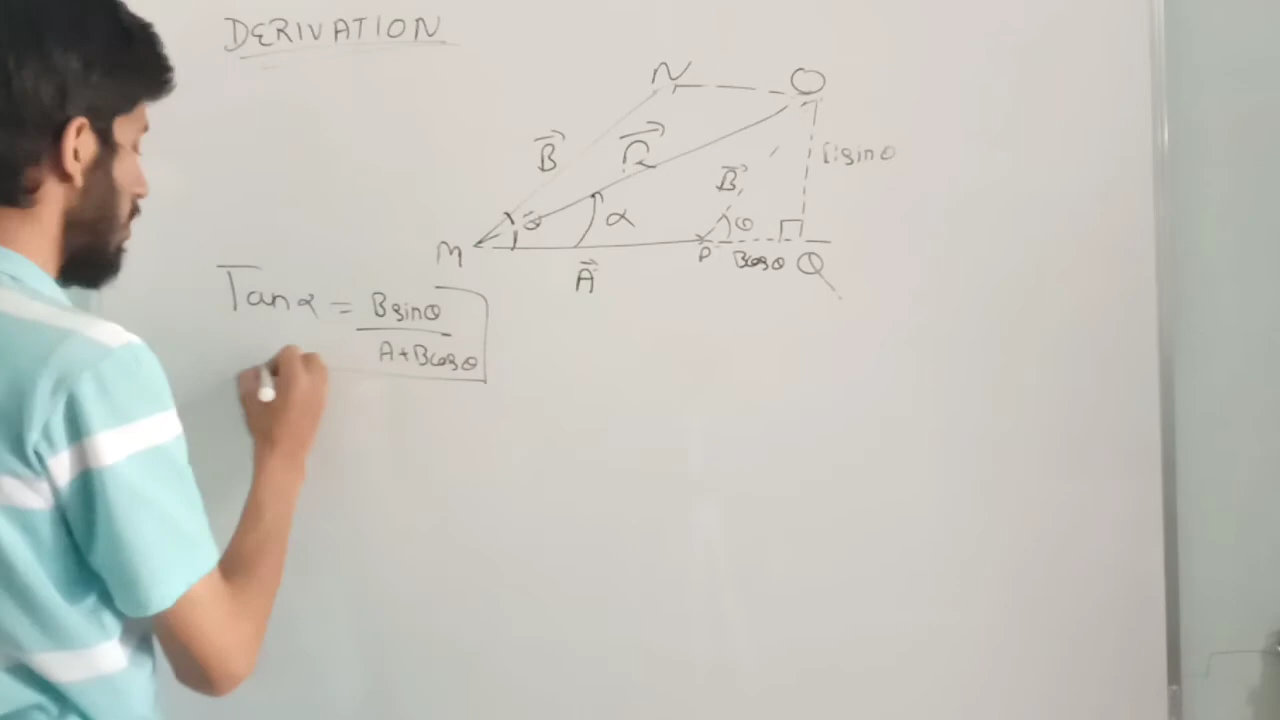 DERIVATION
N O
B⃗ R⃗ Bsinθ
B⃗
θ α θ
M P Bcosθ Q
A⃗
Tanα = Bsinθ
A+Bcosθ